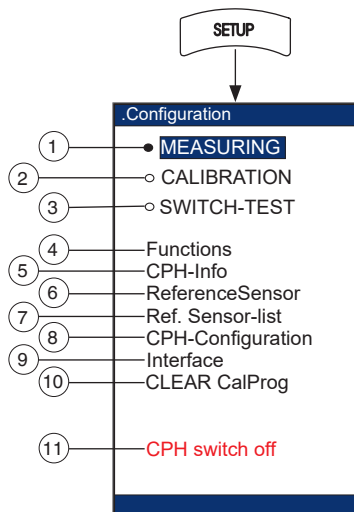 SETUP
.Configuration
1 MEASURING
2 CALIBRATION
3 SWITCH-TEST
4 Functions
5 CPH-Info
6 ReferenceSensor
7 Ref. Sensor-list
8 CPH-Configuration
9 Interface
10 CLEAR CalProg
11 CPH switch off